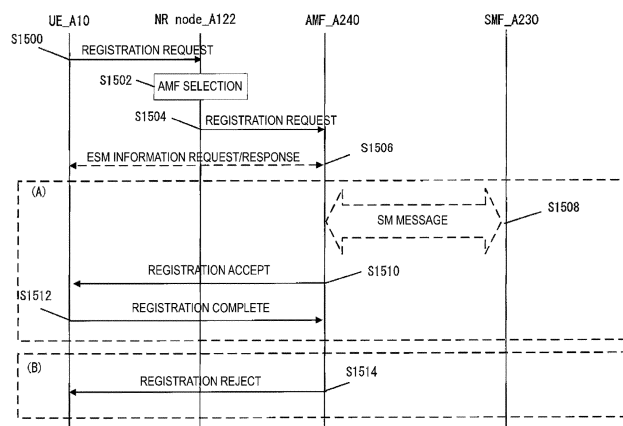 UE_A10 NR node_A122 AMF_A240 SMF_A230
S1500
REGISTRATION REQUEST
S1502
AMF SELECTION
S1504
REGISTRATION REQUEST
ESM INFORMATION REQUEST/RESPONSE
S1506
(A)
SM MESSAGE
S1508
REGISTRATION ACCEPT
S1510
S1512
REGISTRATION COMPLETE
(B)
REGISTRATION REJECT
S1514